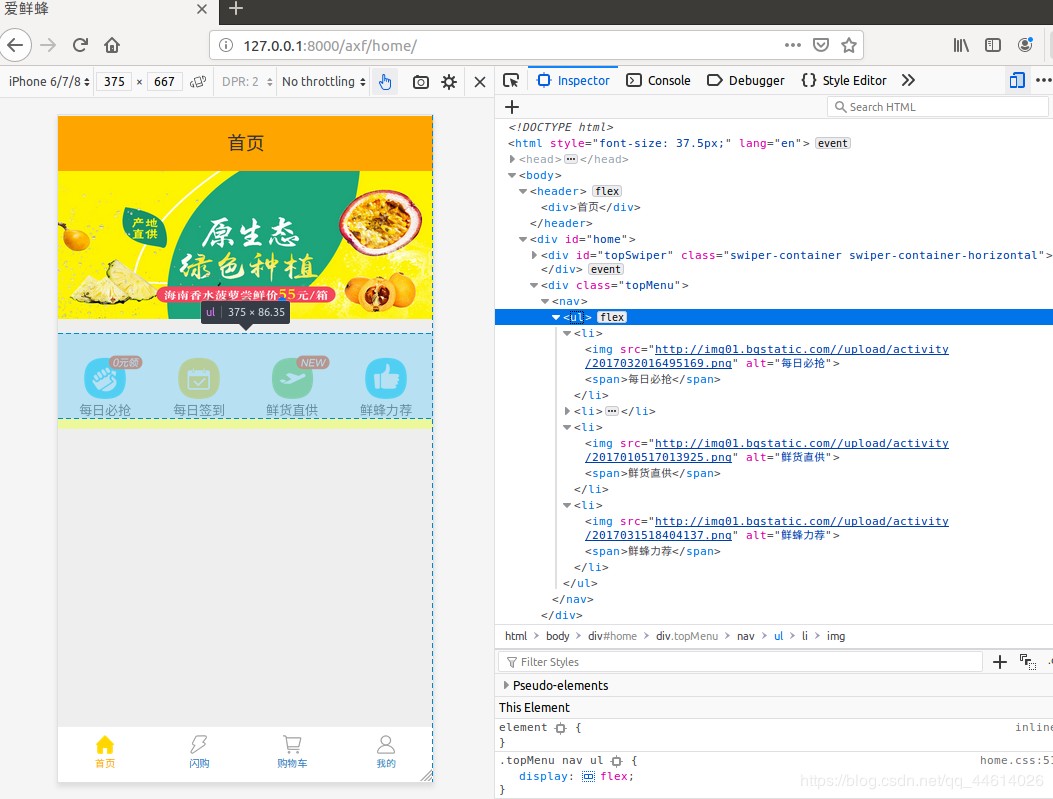 爱鲜蜂
127.0.0.1:8000/axf/home/
iPhone 6/7/8 375 × 667 DPR: 2 No throttling
Inspector Console Debugger Style Editor
Search HTML
首页
产地
直供
原生态
绿色种植
海南香水菠萝尝鲜价55元/箱
ul 375 × 86.35
0元领 NEW
每日必抢 每日签到 鲜货直供 鲜蜂力荐
首页 闪购 购物车 我的
<!DOCTYPE html>
<html style="font-size: 37.5px;" lang="en"> event
<head> ••• </head>
<body>
<header> flex
<div>首页</div>
</header>
<div id="home">
<div id="topSwiper" class="swiper-container swiper-container-horizontal">
</div> event
<div class="topMenu">
<nav>
<ul> flex
<li>
<img src="http://img01.bqstatic.com//upload/activity
/2017032016495169.png" alt="每日必抢">
<span>每日必抢</span>
</li>
<li> ••• </li>
<li>
<img src="http://img01.bqstatic.com//upload/activity
/2017010517013925.png" alt="鲜货直供">
<span>鲜货直供</span>
</li>
<li>
<img src="http://img01.bqstatic.com//upload/activity
/2017031518404137.png" alt="鲜蜂力荐">
<span>鲜蜂力荐</span>
</li>
</ul>
</nav>
</div>
html > body > div#home > div.topMenu > nav > ul > li > img
Filter Styles
Pseudo-elements
This Element
element { inline
}
.topMenu nav ul { home.css:51
display: flex;
}
https://blog.csdn.net/qq_44614026